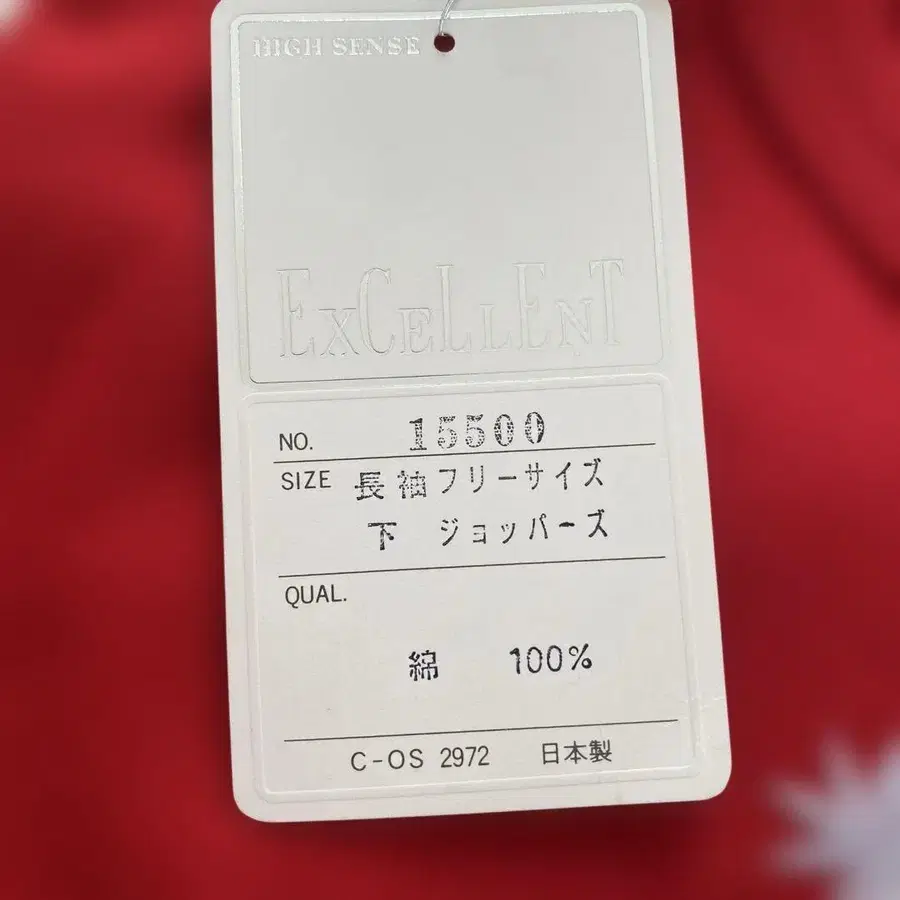 HIGH SENSE
EXCELLENT
NO. 15500
SIZE 長袖フリーサイズ
下 ジョッパーズ
QUAL.
綿 100%
C-OS 2972 日本製